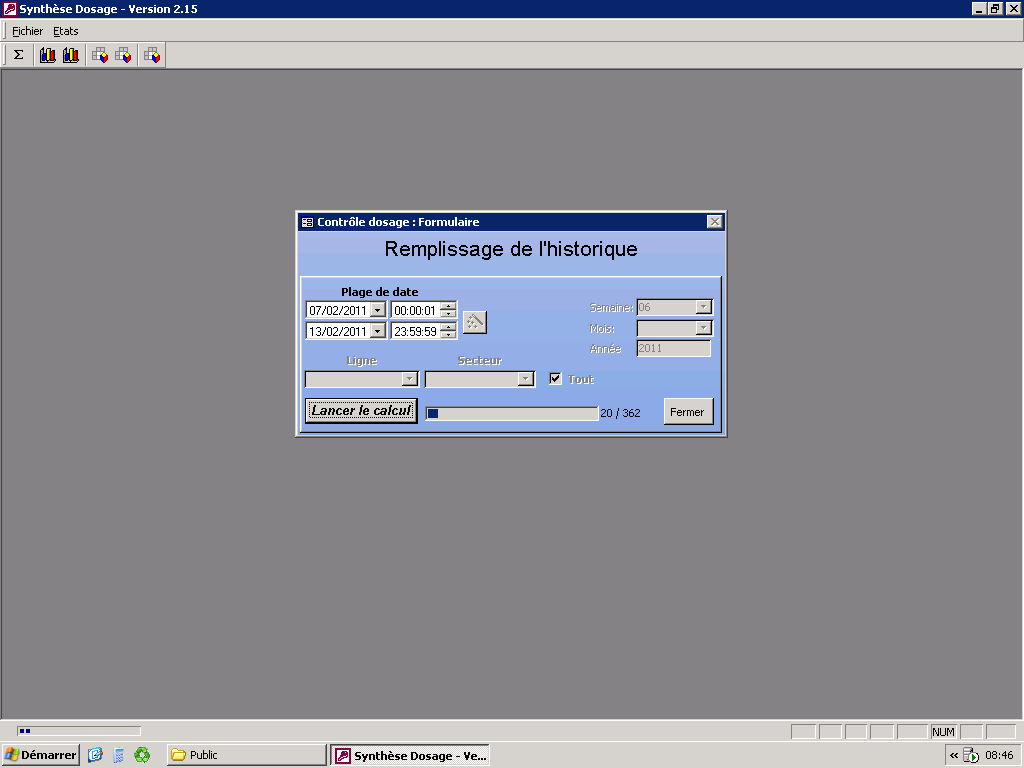 Synthèse Dosage - Version 2.15
Fichier Etats
Σ
Contrôle dosage : Formulaire
Remplissage de l'historique
Plage de date
07/02/2011 00:00:01
13/02/2011 23:59:59
Semaine: 06
Mois:
Année 2011
Ligne Secteur
Tout
Lancer le calcul 20 / 362 Fermer
NUM
Démarrer Public Synthèse Dosage - Ve... « 08:46